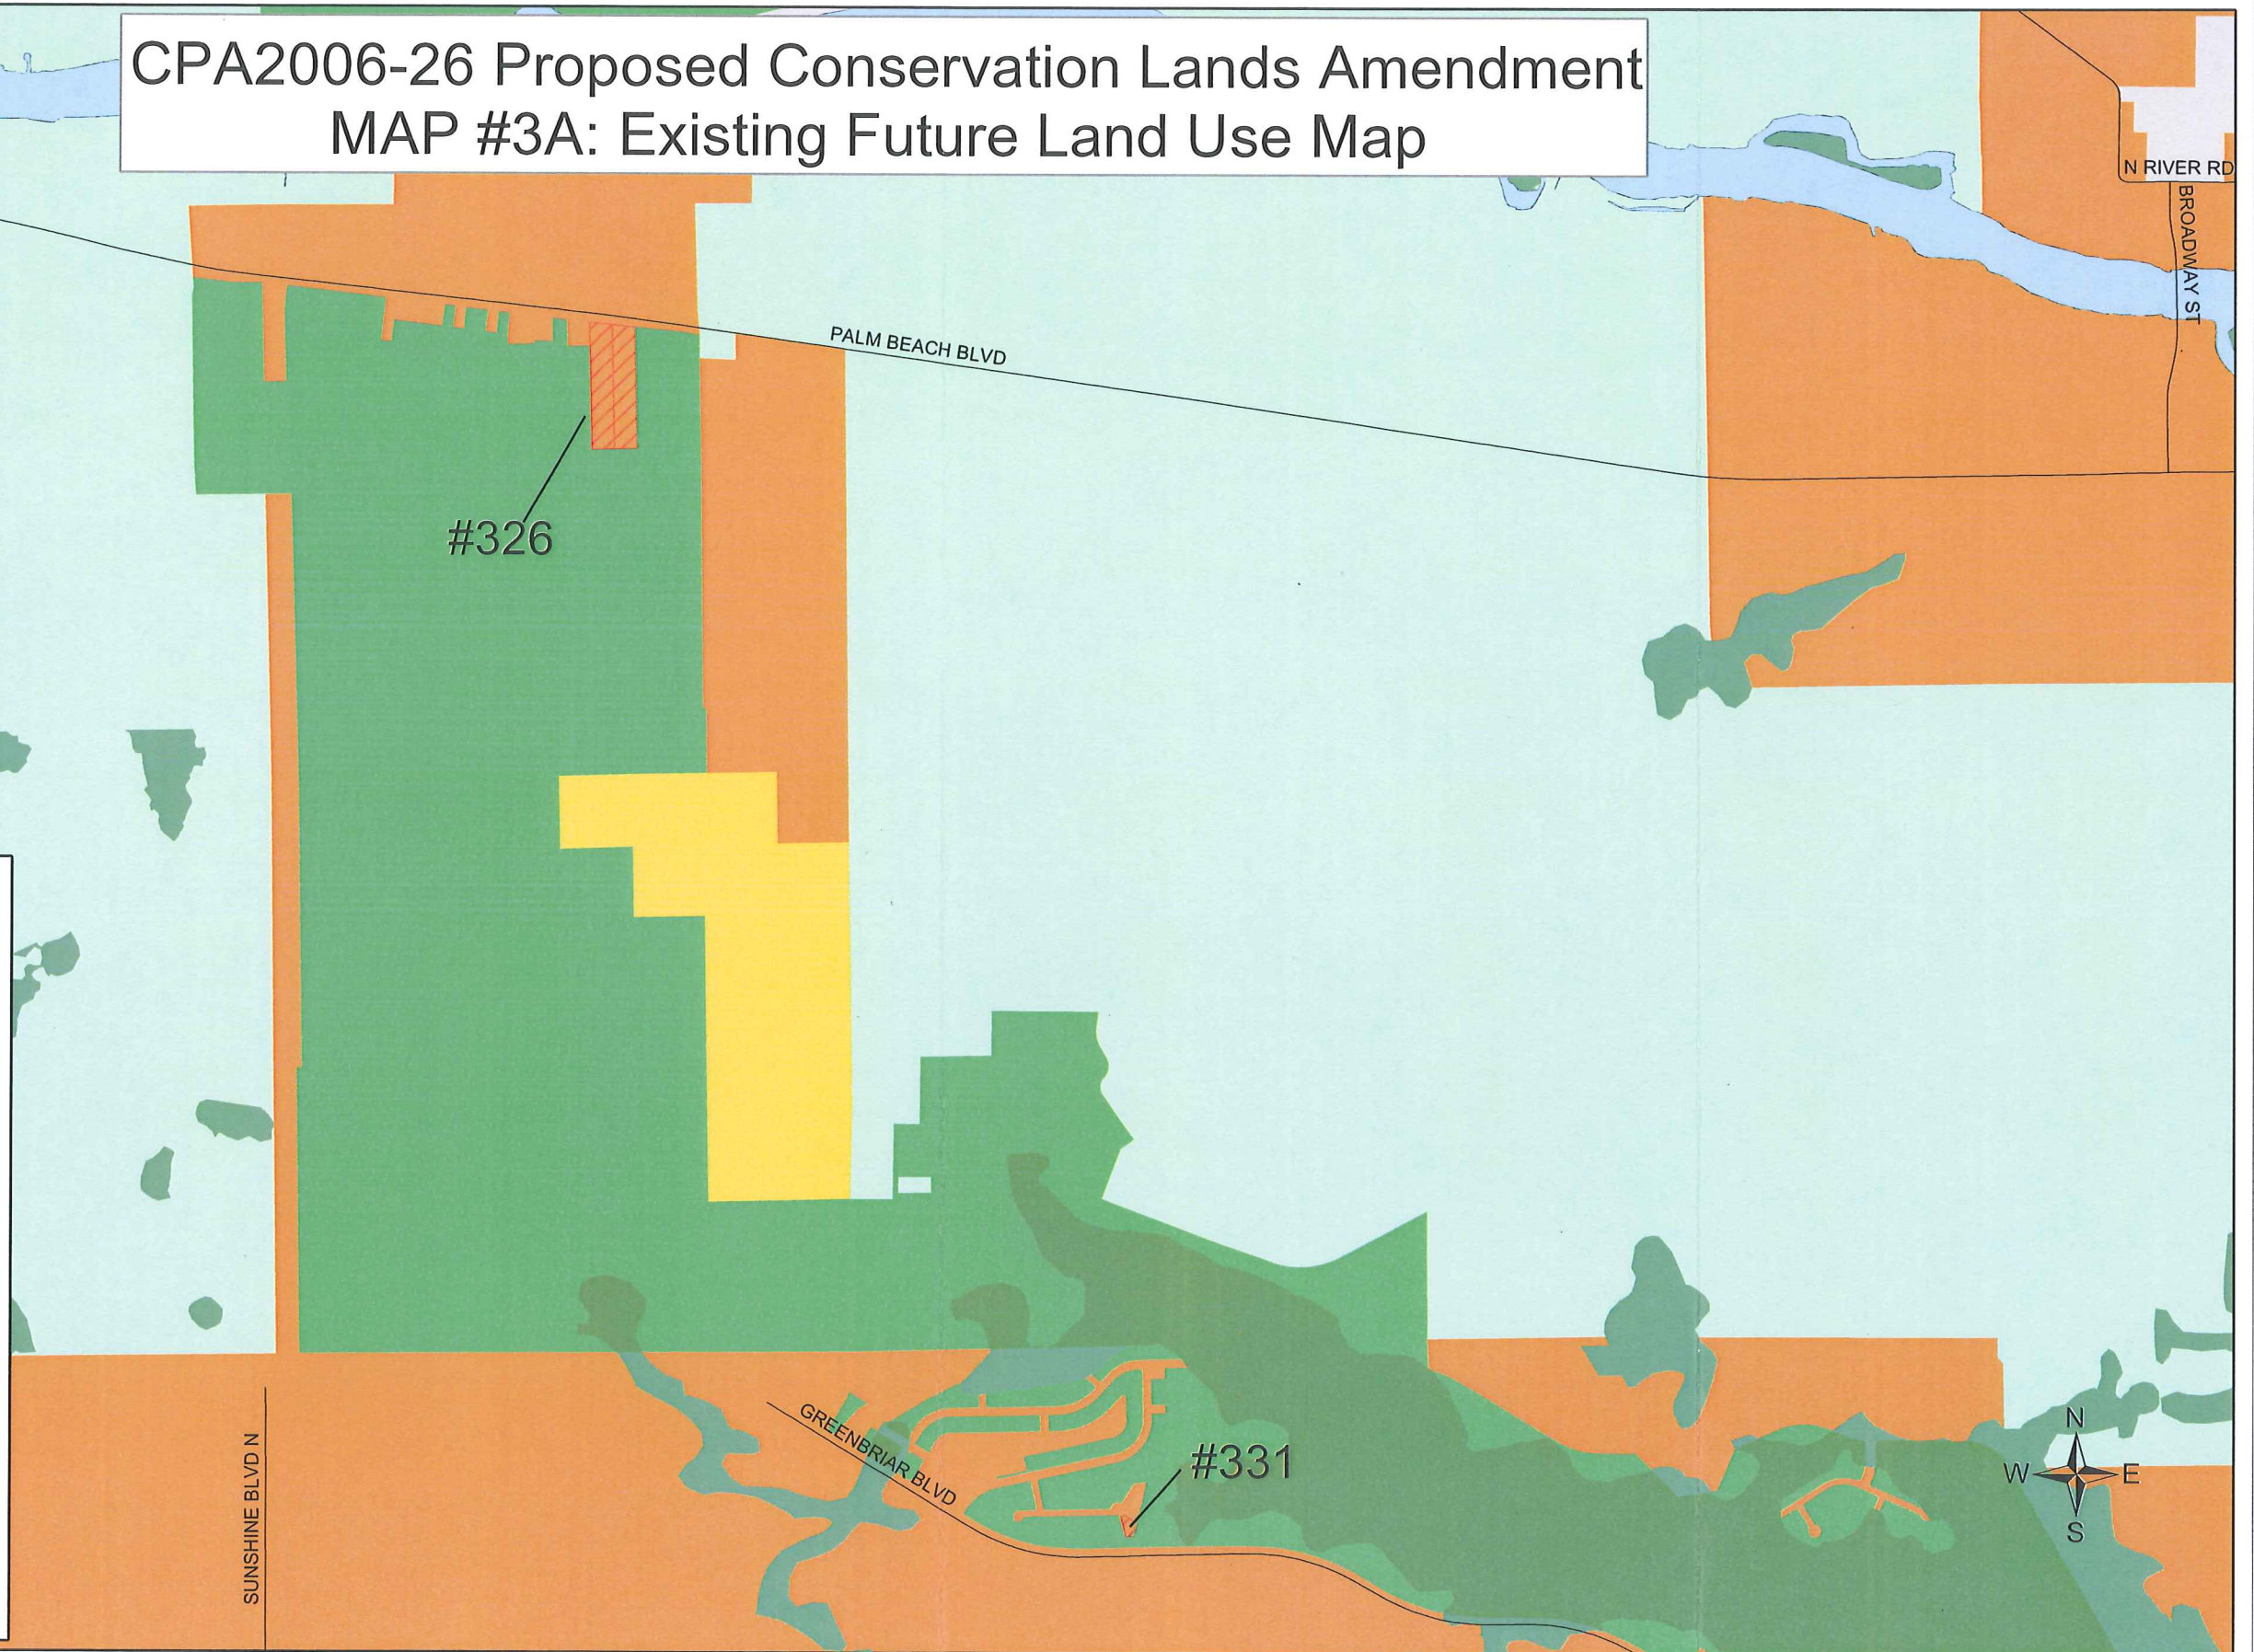 CPA2006-26 Proposed Conservation Lands Amendment
MAP #3A: Existing Future Land Use Map
N RIVER RD
BROADWAY ST
PALM BEACH BLVD
#326
N
W E
S
GREENBRIAR BLVD
#331
SUNSHINE BLVD N